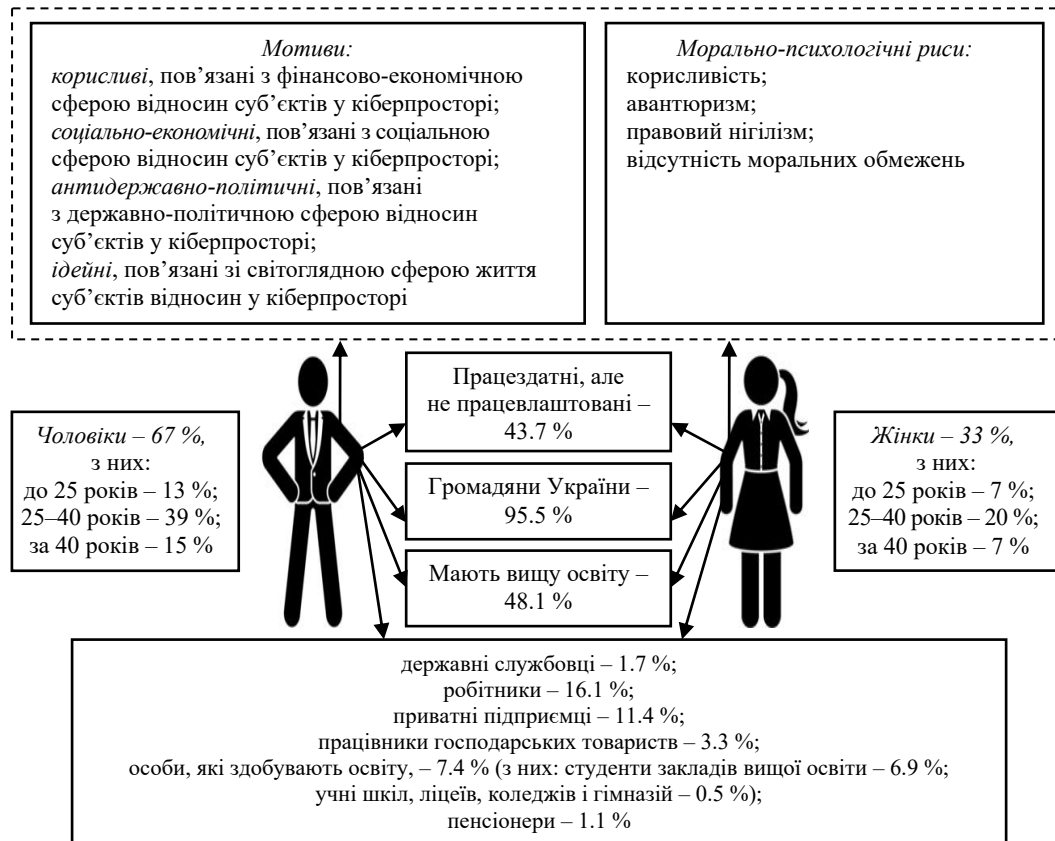 Мотиви:
корисливі, пов’язані з фінансово-економічною
сферою відносин суб’єктів у кіберпросторі;
соціально-економічні, пов’язані з соціальною
сферою відносин суб’єктів у кіберпросторі;
антидержавно-політичні, пов’язані
з державно-політичною сферою відносин
суб’єктів у кіберпросторі;
ідейні, пов’язані зі світоглядною сферою життя
суб’єктів відносин у кіберпросторі
Морально-психологічні риси:
корисливість;
авантюризм;
правовий нігілізм;
відсутність моральних обмежень
Чоловіки – 67 %,
з них:
до 25 років – 13 %;
25–40 років – 39 %;
за 40 років – 15 %
Працездатні, але
не працевлаштовані –
43.7 %
Громадяни України –
95.5 %
Мають вищу освіту –
48.1 %
Жінки – 33 %,
з них:
до 25 років – 7 %;
25–40 років – 20 %;
за 40 років – 7 %
державні службовці – 1.7 %;
робітники – 16.1 %;
приватні підприємці – 11.4 %;
працівники господарських товариств – 3.3 %;
особи, які здобувають освіту, – 7.4 % (з них: студенти закладів вищої освіти – 6.9 %;
учні шкіл, ліцеїв, коледжів і гімназій – 0.5 %);
пенсіонери – 1.1 %